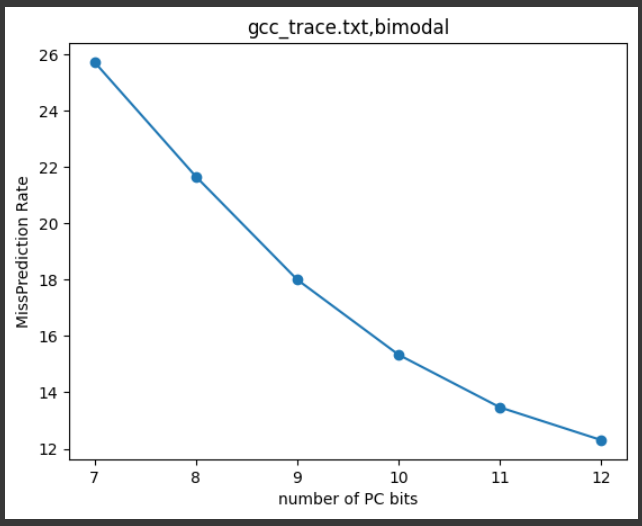 gcc_trace.txt,bimodal
26
24
22
20
18
16
14
12
MissPrediction Rate
7 8 9 10 11 12
number of PC bits